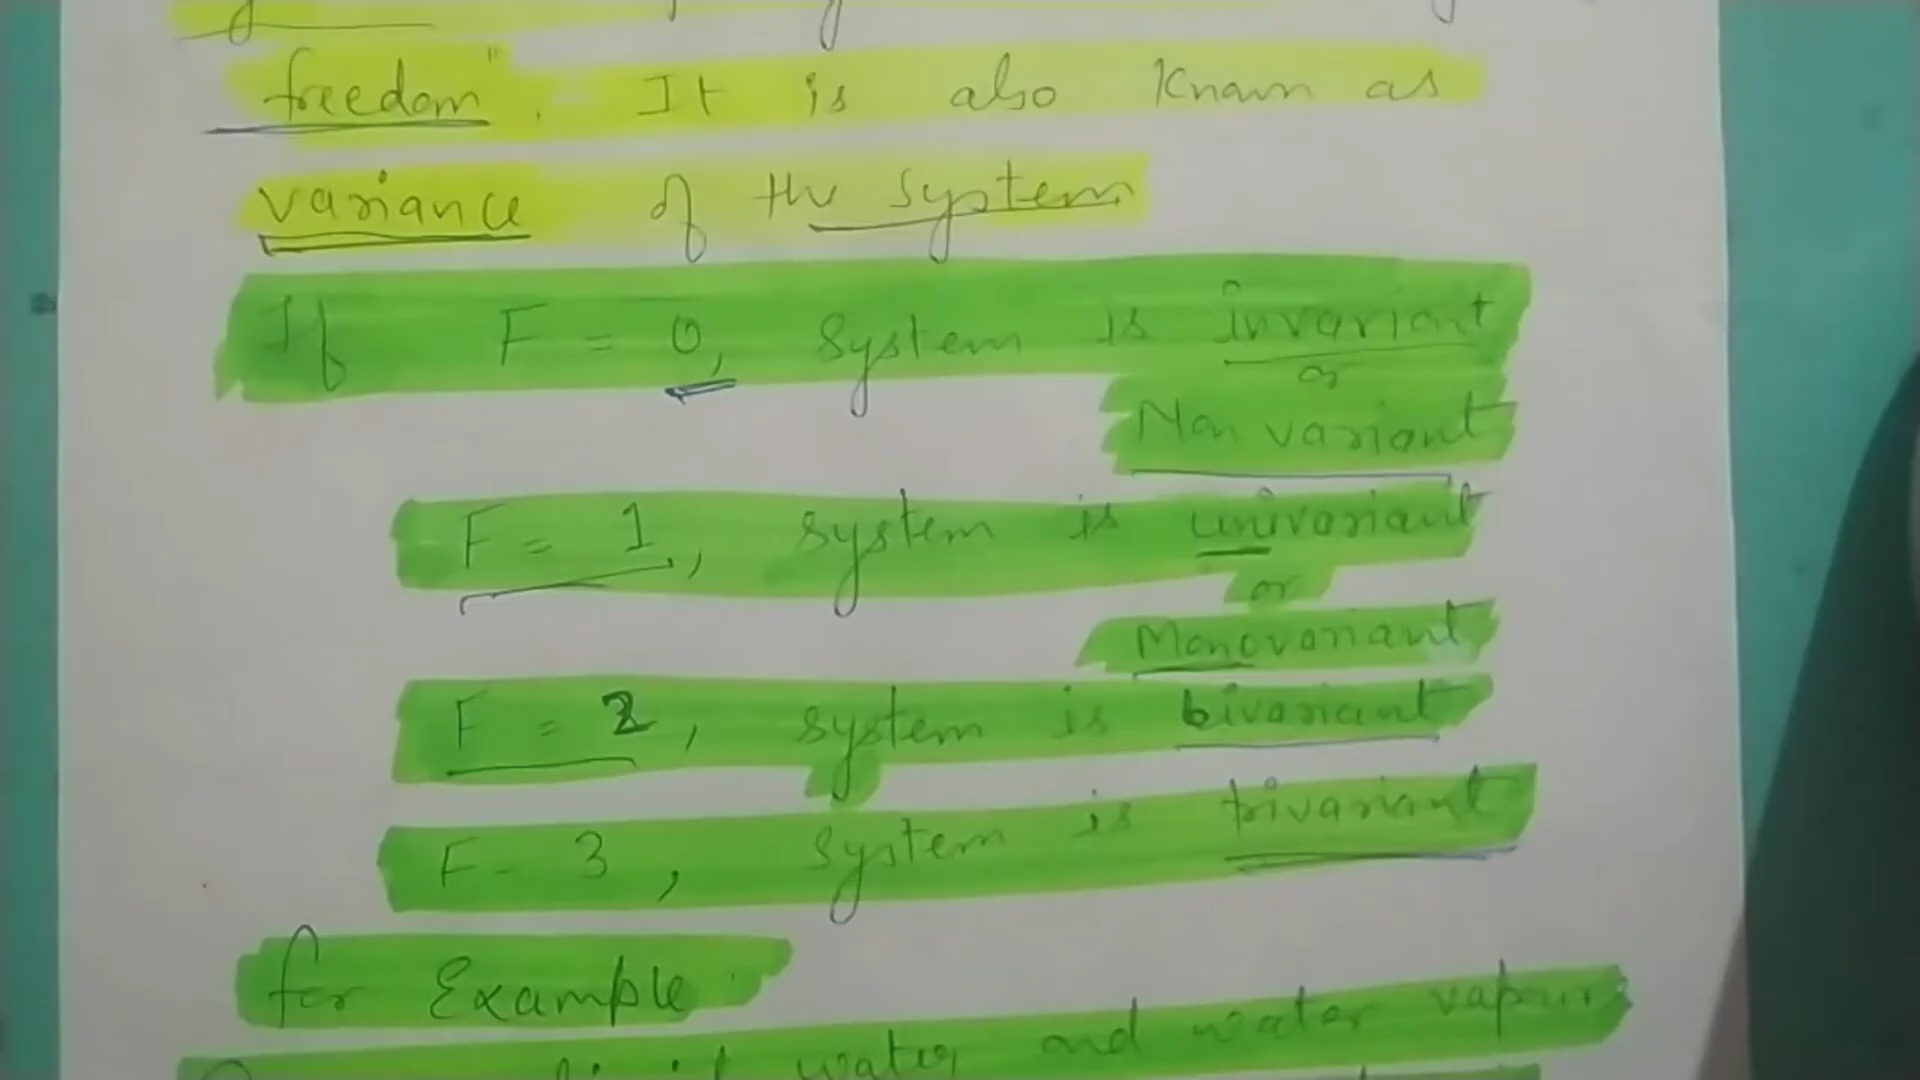 freedom". It is also Known as
variance of the system
If F = 0, system is invariant
or
Non variant
F = 1, system is univariant
or
Monovariant
F = 2, system is bivariant
F - 3, system is trivariant
for Example
water, and water vapour